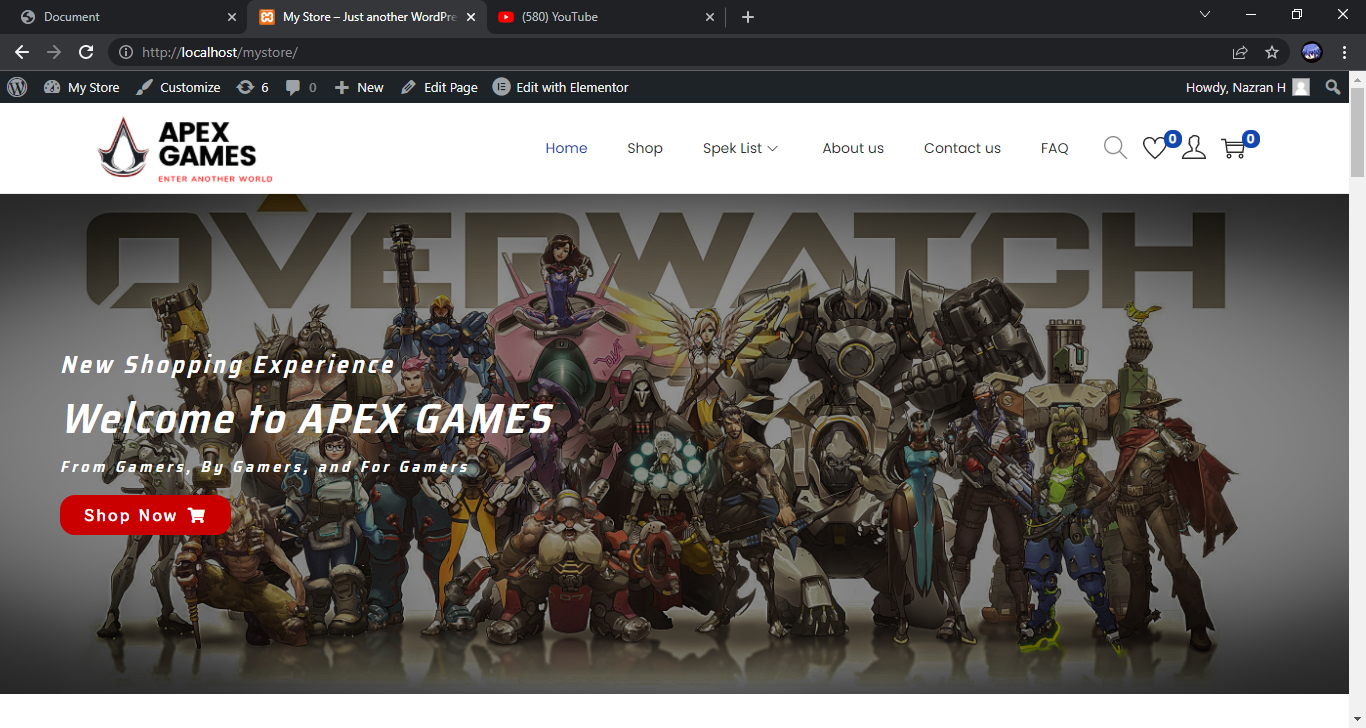 Document
My Store – Just another WordPre
(580) YouTube
http://localhost/mystore/
My Store
Customize
6
0
New
Edit Page
Edit with Elementor
Howdy, Nazran H
APEX
GAMES
ENTER ANOTHER WORLD
Home
Shop
Spek List
About us
Contact us
FAQ
0
0
OVERWATCH
New Shopping Experience
Welcome to APEX GAMES
From Gamers, By Gamers, and For Gamers
Shop Now